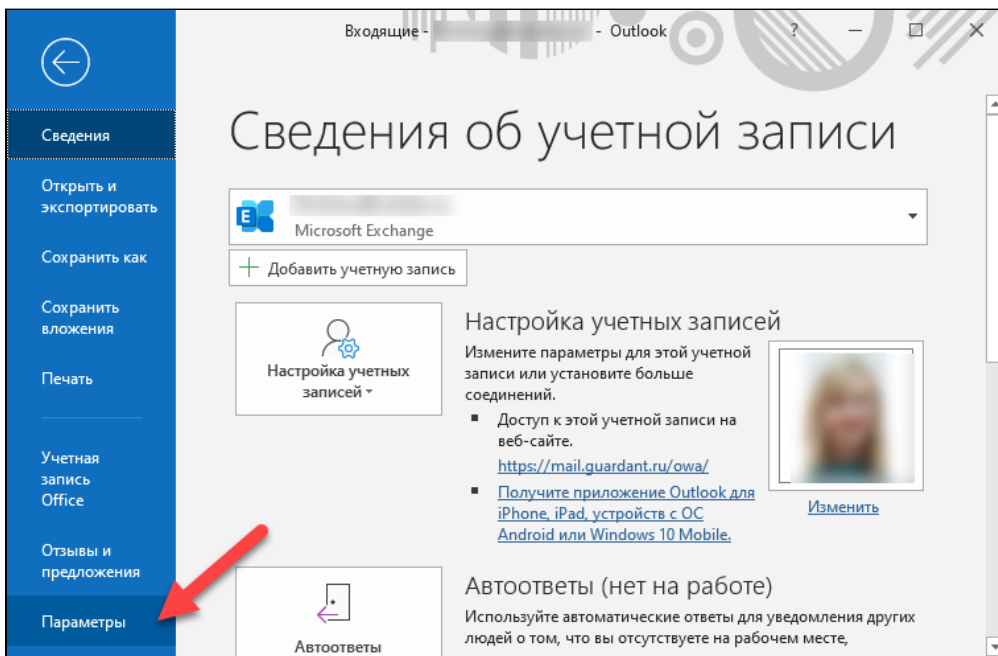 Входящие - - Outlook
Сведения
Открыть и
экспортировать
Сохранить как
Сохранить
вложения
Печать
Учетная
запись
Office
Отзывы и
предложения
Параметры
Сведения об учетной записи
E
Microsoft Exchange
Добавить учетную запись
Настройка учетных
записей
Настройка учетных записей
Измените параметры для этой учетной
записи или установите больше
соединений.
Доступ к этой учетной записи на
веб-сайте.
https://mail.guardant.ru/owa/
Получите приложение Outlook для
iPhone, iPad, устройств с ОС
Android или Windows 10 Mobile.
Изменить
Автоответы
Автоответы (нет на работе)
Используйте автоматические ответы для уведомления других
людей о том, что вы отсутствуете на рабочем месте,